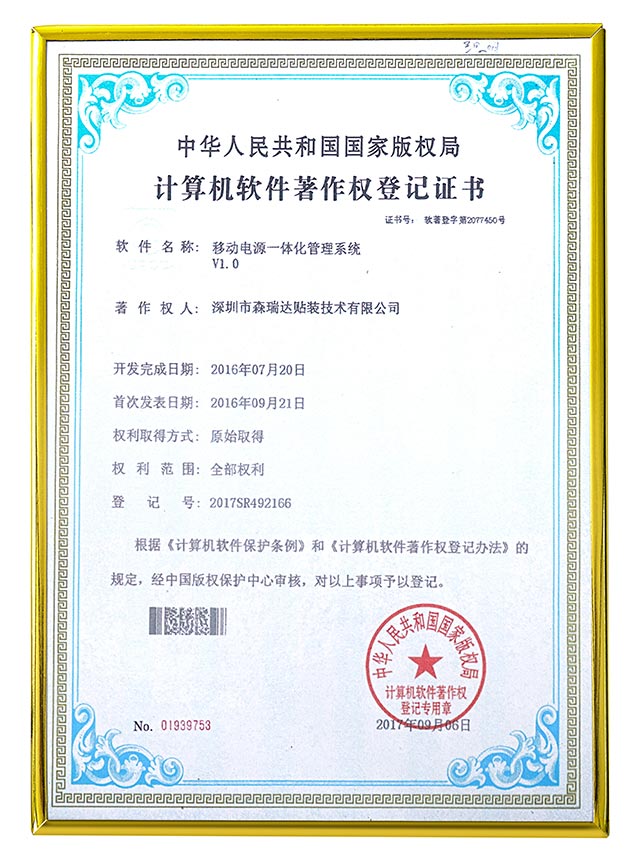 中华人民共和国国家版权局
计算机软件著作权登记证书
证书号： 软著登字第2077450号
软件名称： 移动电源一体化管理系统
V1.0
著作权人： 深圳市森瑞达贴装技术有限公司
开发完成日期： 2016年07月20日
首次发表日期： 2016年09月21日
权利取得方式： 原始取得
权利范围： 全部权利
登记号： 2017SR492166
根据《计算机软件保护条例》和《计算机软件著作权登记办法》的
规定，经中国版权保护中心审核，对以上事项予以登记。
中华人民共和国国家版权局
计算机软件著作权
登记专用章
No. 01939753
2017年09月06日